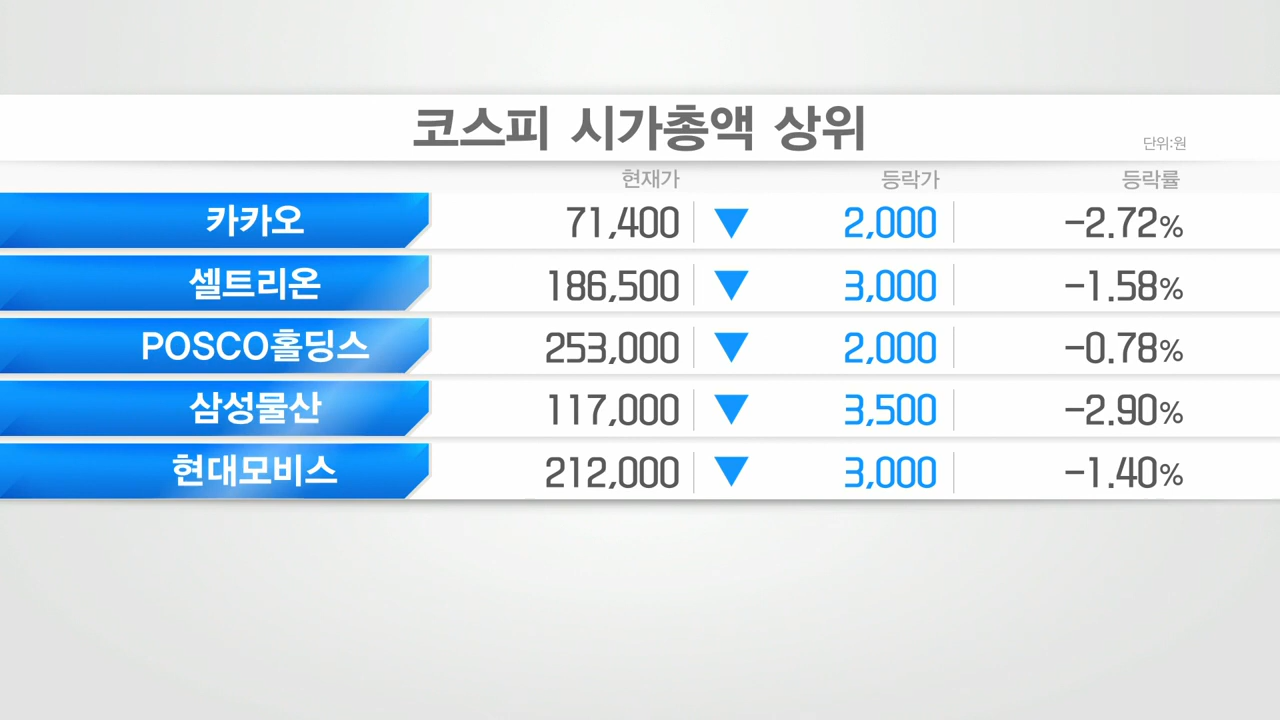 코스피 시가총액 상위
단위:원
현재가 등락가 등락률
카카오 71,400 ▼ 2,000 -2.72%
셀트리온 186,500 ▼ 3,000 -1.58%
POSCO홀딩스 253,000 ▼ 2,000 -0.78%
삼성물산 117,000 ▼ 3,500 -2.90%
현대모비스 212,000 ▼ 3,000 -1.40%